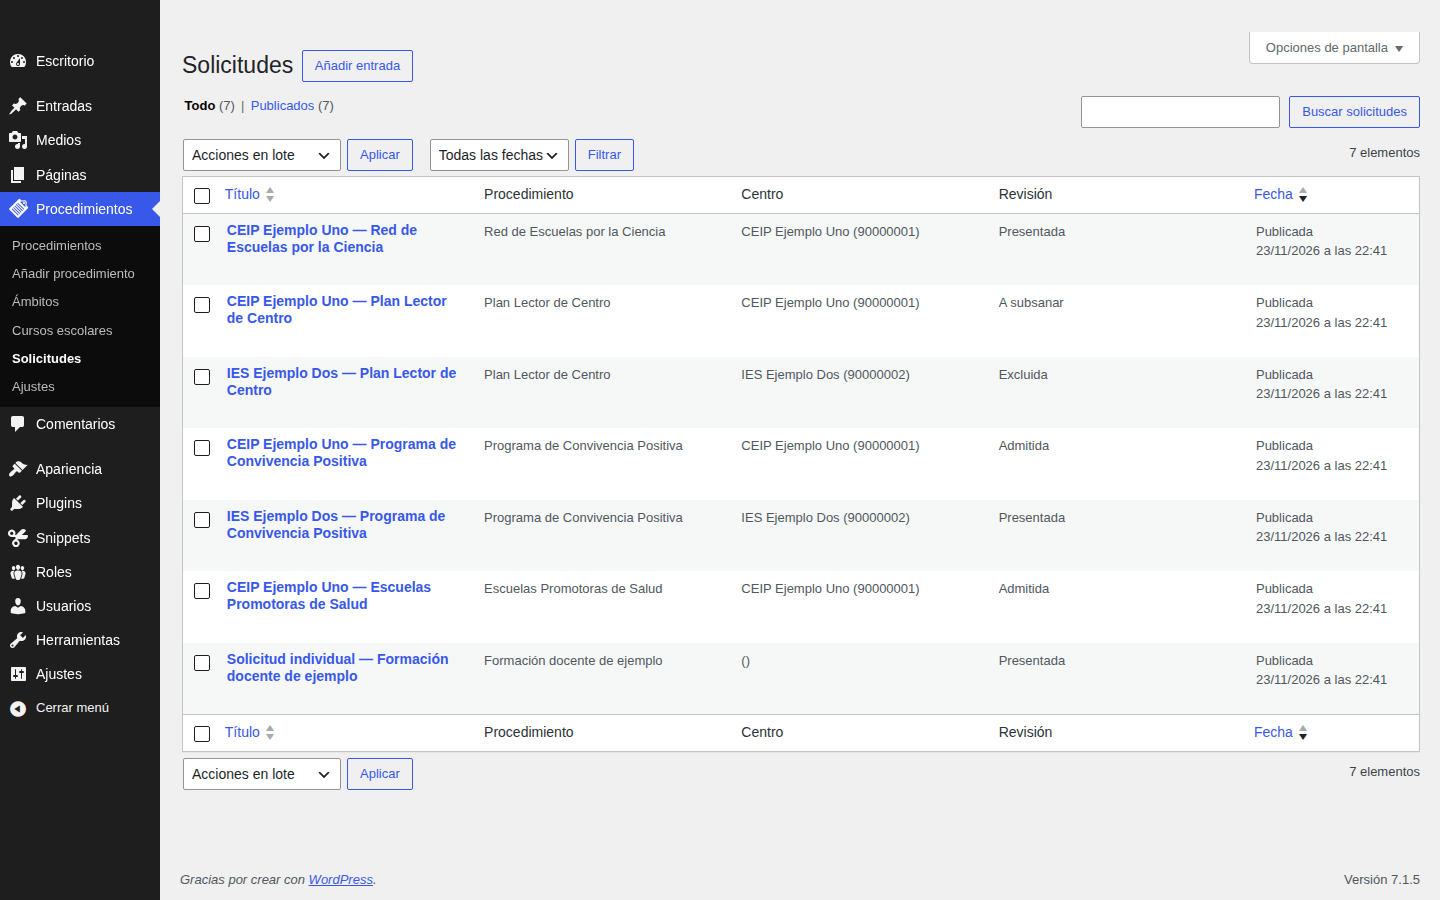 Escritorio
Entradas
Medios
Páginas
Procedimientos
Procedimientos
Añadir procedimiento
Ámbitos
Cursos escolares
Solicitudes
Ajustes
Comentarios
Apariencia
Plugins
Snippets
Roles
Usuarios
Herramientas
Ajustes
Cerrar menú
Opciones de pantalla
Solicitudes Añadir entrada
Todo (7) | Publicados (7)
Buscar solicitudes
Acciones en lote Aplicar Todas las fechas Filtrar 7 elementos
Título Procedimiento Centro Revisión Fecha
CEIP Ejemplo Uno — Red de Red de Escuelas por la Ciencia CEIP Ejemplo Uno (90000001) Presentada Publicada
Escuelas por la Ciencia 23/11/2026 a las 22:41
CEIP Ejemplo Uno — Plan Lector Plan Lector de Centro CEIP Ejemplo Uno (90000001) A subsanar Publicada
de Centro 23/11/2026 a las 22:41
IES Ejemplo Dos — Plan Lector de Plan Lector de Centro IES Ejemplo Dos (90000002) Excluida Publicada
Centro 23/11/2026 a las 22:41
CEIP Ejemplo Uno — Programa de Programa de Convivencia Positiva CEIP Ejemplo Uno (90000001) Admitida Publicada
Convivencia Positiva 23/11/2026 a las 22:41
IES Ejemplo Dos — Programa de Programa de Convivencia Positiva IES Ejemplo Dos (90000002) Presentada Publicada
Convivencia Positiva 23/11/2026 a las 22:41
CEIP Ejemplo Uno — Escuelas Escuelas Promotoras de Salud CEIP Ejemplo Uno (90000001) Admitida Publicada
Promotoras de Salud 23/11/2026 a las 22:41
Solicitud individual — Formación Formación docente de ejemplo () Presentada Publicada
docente de ejemplo 23/11/2026 a las 22:41
Título Procedimiento Centro Revisión Fecha
Acciones en lote Aplicar 7 elementos
Gracias por crear con WordPress. Versión 7.1.5